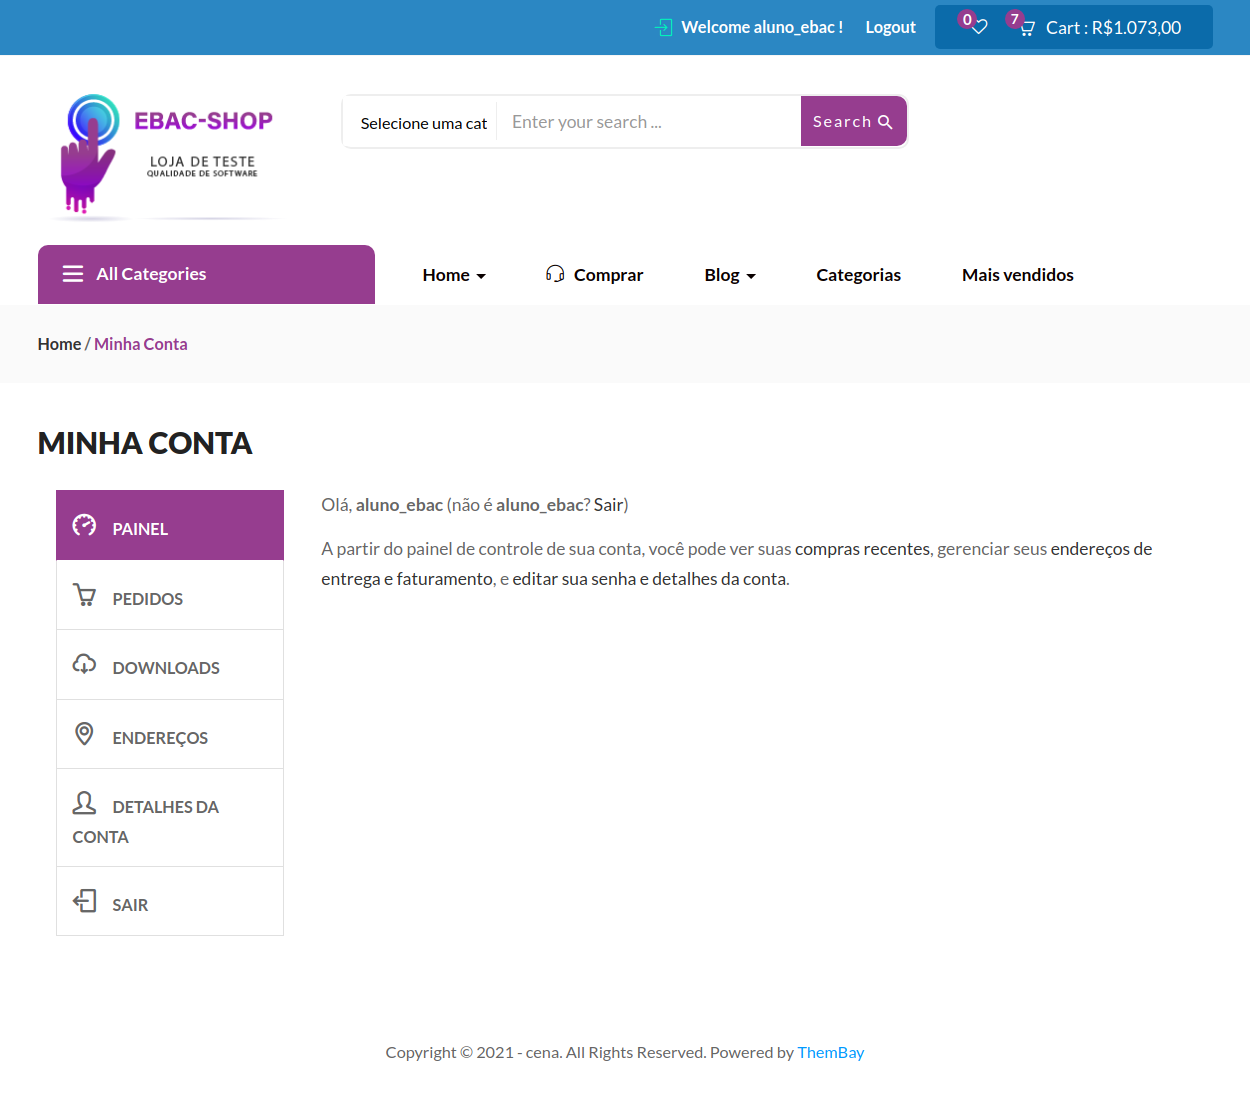 Welcome aluno_ebac ! Logout 0 7 Cart : R$1.073,00
EBAC-SHOP
LOJA DE TESTE
QUALIDADE DE SOFTWARE
Selecione uma cat Enter your search ... Search
All Categories Home Comprar Blog Categorias Mais vendidos
Home / Minha Conta
MINHA CONTA
PAINEL
PEDIDOS
DOWNLOADS
ENDEREÇOS
DETALHES DA
CONTA
SAIR
Olá, aluno_ebac (não é aluno_ebac? Sair)
A partir do painel de controle de sua conta, você pode ver suas compras recentes, gerenciar seus endereços de
entrega e faturamento, e editar sua senha e detalhes da conta.
Copyright © 2021 - cena. All Rights Reserved. Powered by ThemBay